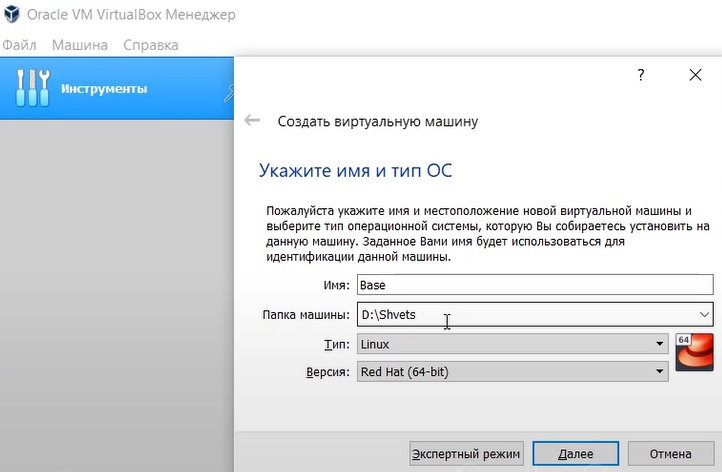 Oracle VM VirtualBox Менеджер
Файл Машина Справка
Инструменты
?
Создать виртуальную машину
Укажите имя и тип ОС
Пожалуйста укажите имя и местоположение новой виртуальной машины и
выберите тип операционной системы, которую Вы собираетесь установить на
данную машину. Заданное Вами имя будет использоваться для
идентификации данной машины.
Имя: Base
Папка машины: D:\Shvets
Тип: Linux
64
Версия: Red Hat (64-bit)
Экспертный режим Далее Отмена